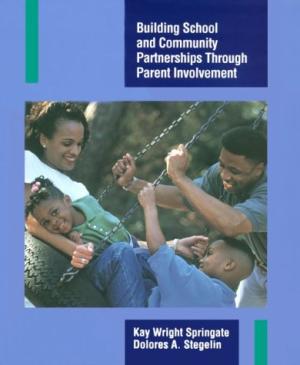 Building School
and Community
Partnerships Through
Parent Involvement
Kay Wright Springate
Dolores A. Stegelin